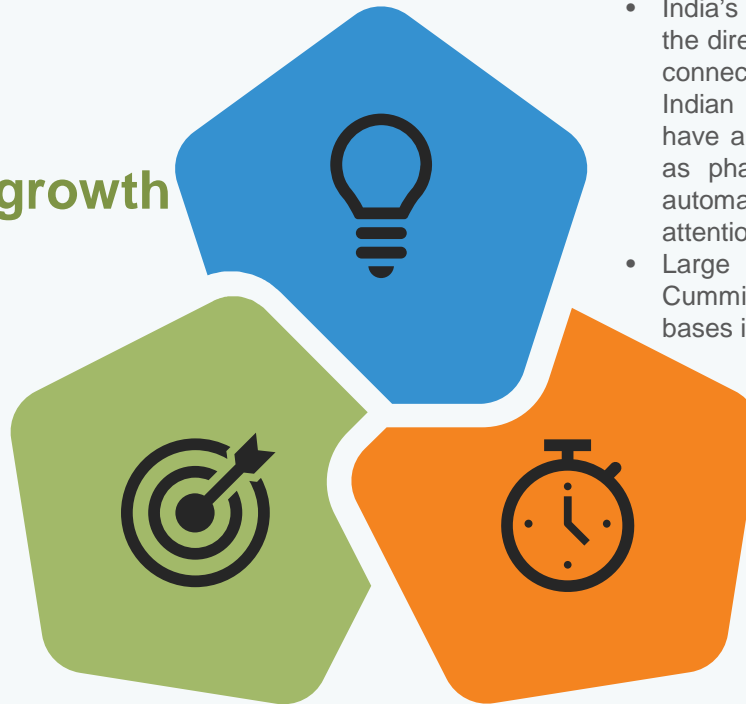 growth
• India's
the dire
connec
Indian
have a
as pha
automa
attentio
• Large
Cummi
bases i